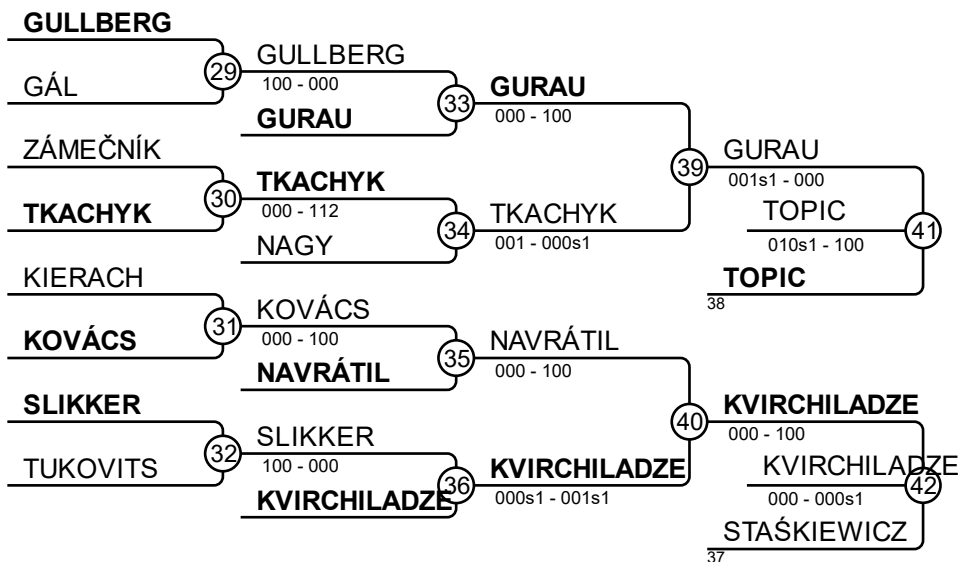 GULLBERG
GÁL
29
GULLBERG
100 - 000
GURAU
33
GURAU
000 - 100
ZÁMEČNÍK
TKACHYK
30
TKACHYK
000 - 112
NAGY
34
TKACHYK
001 - 000s1
39
GURAU
001s1 - 000
TOPIC
010s1 - 100
TOPIC
38
41
KIERACH
KOVÁCS
31
KOVÁCS
000 - 100
NAVRÁTIL
35
NAVRÁTIL
000 - 100
SLIKKER
TUKOVITS
32
SLIKKER
100 - 000
KVIRCHILADZE
36
KVIRCHILADZE
000s1 - 001s1
40
KVIRCHILADZE
000 - 100
KVIRCHILADZE
000 - 000s1
STAŚKIEWICZ
37
42